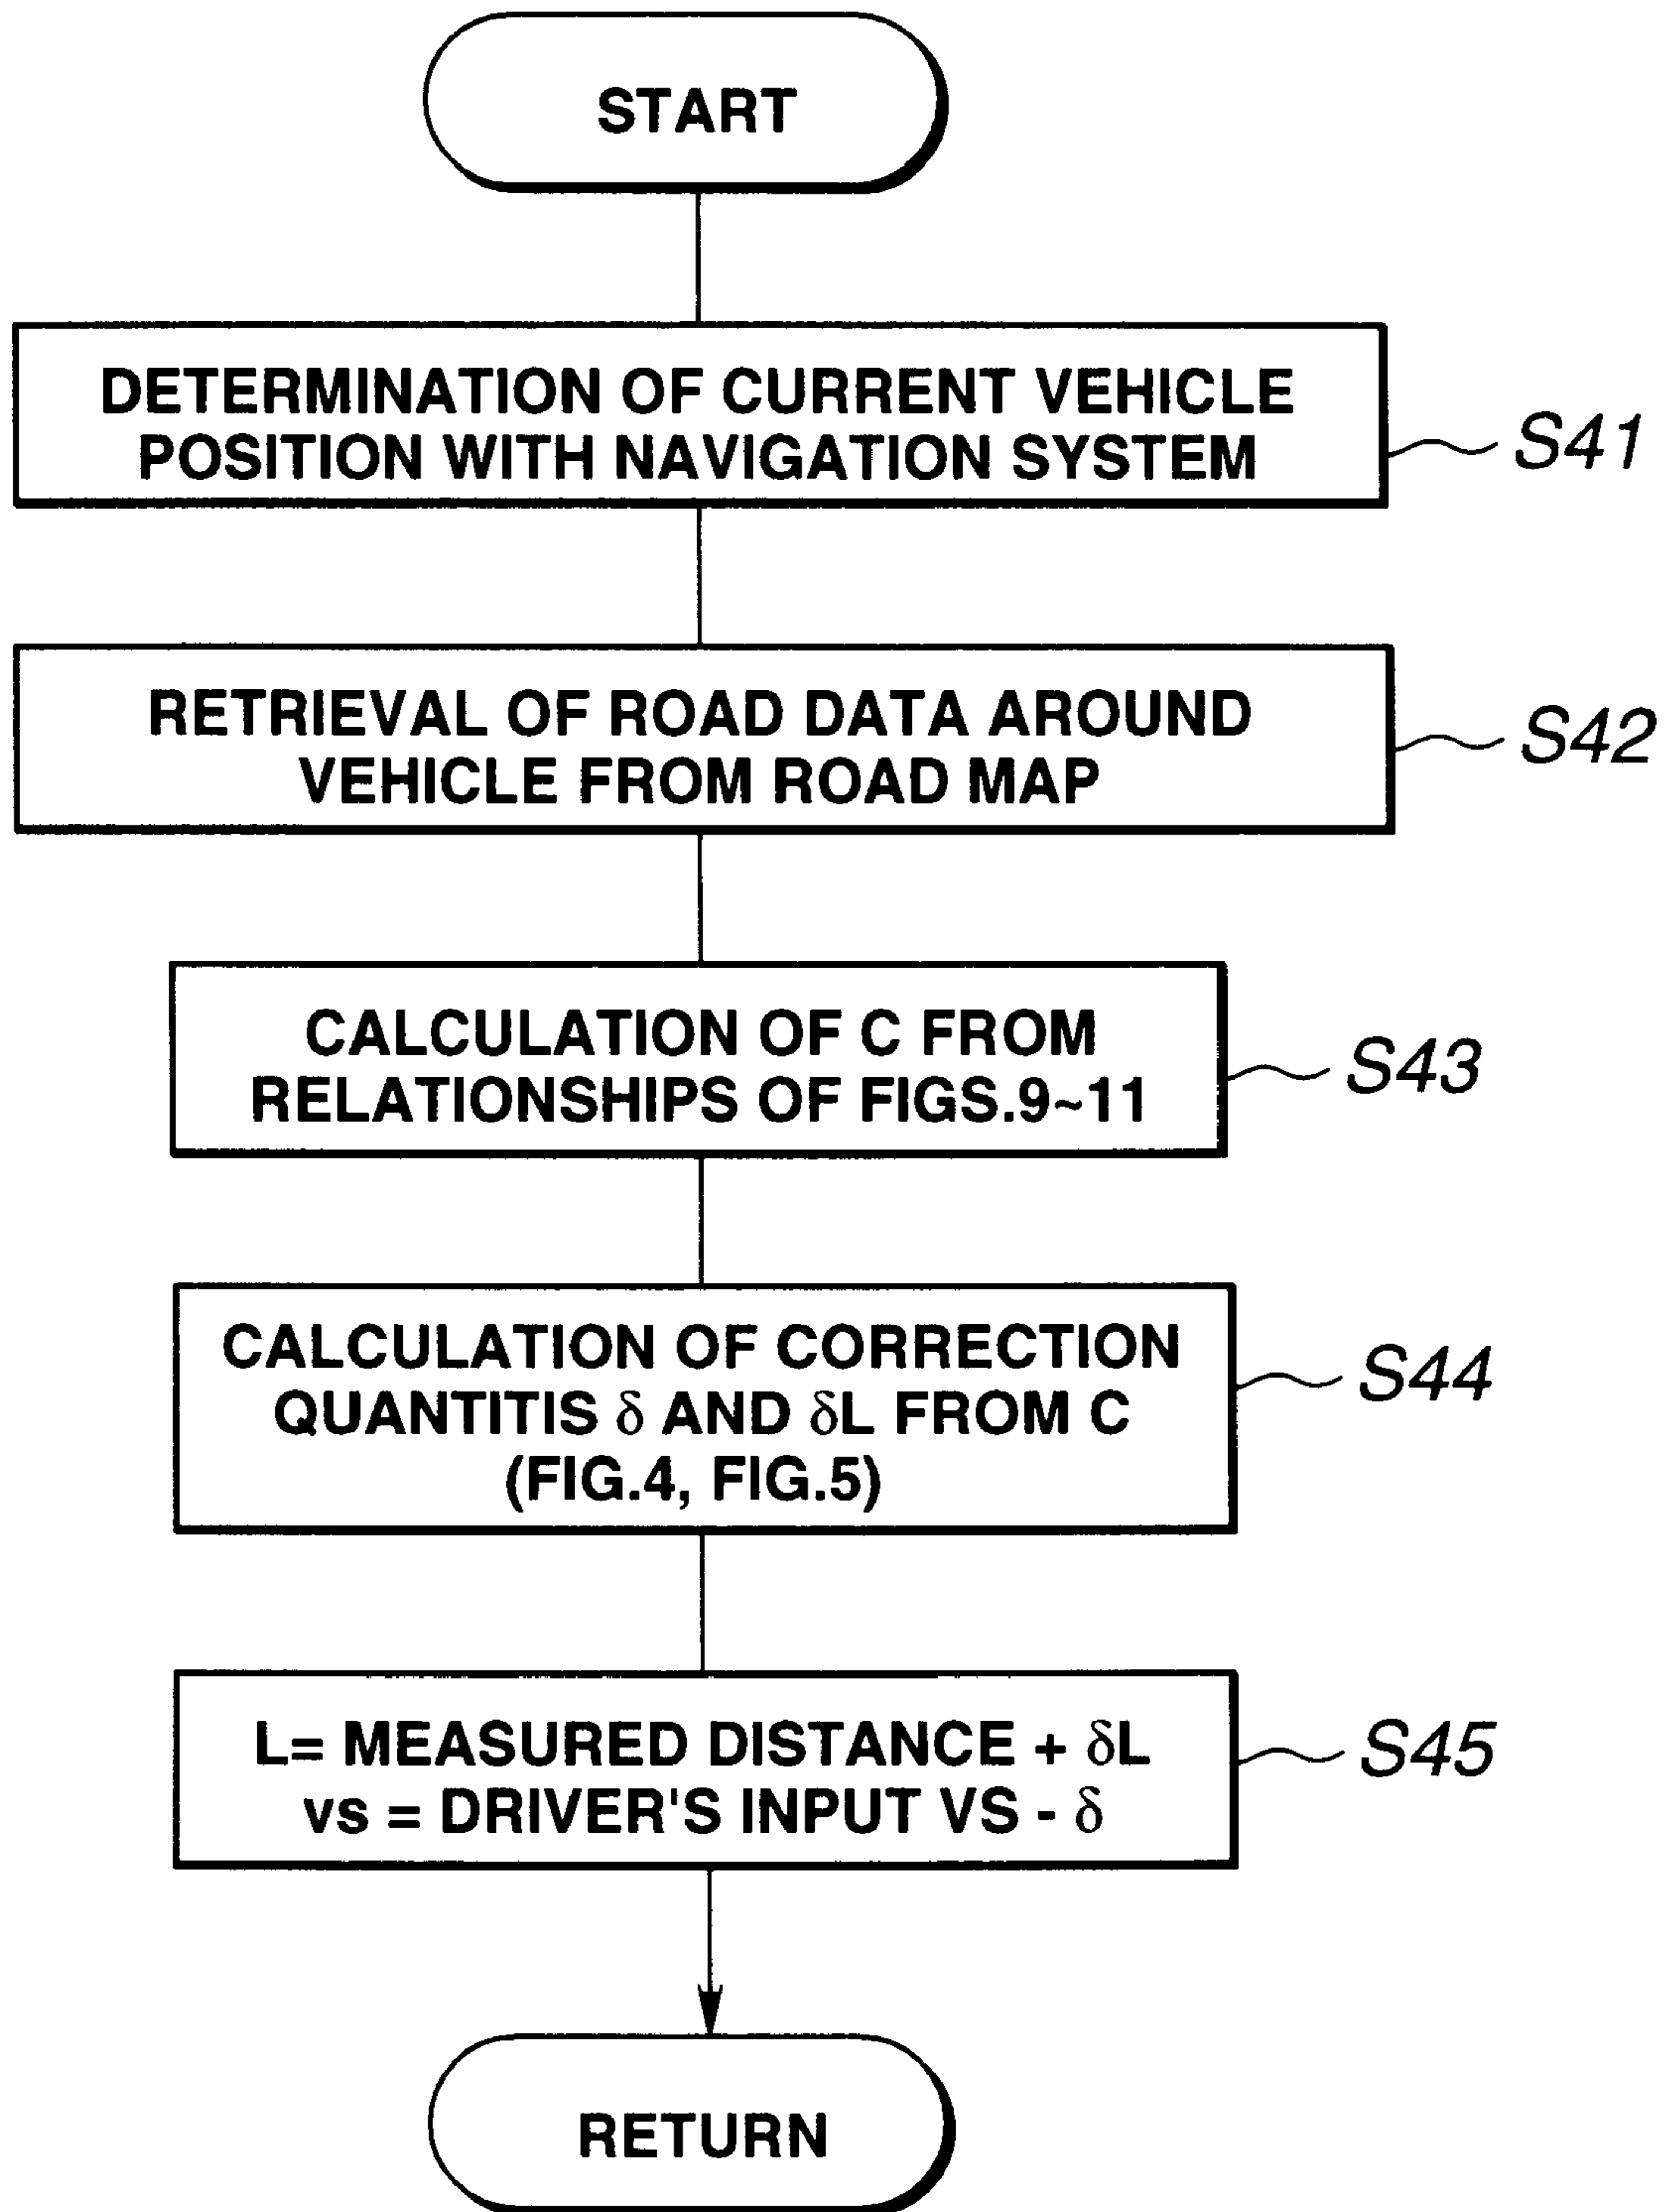 START
DETERMINATION OF CURRENT VEHICLE
POSITION WITH NAVIGATION SYSTEM
S41
RETRIEVAL OF ROAD DATA AROUND
VEHICLE FROM ROAD MAP
S42
CALCULATION OF C FROM
RELATIONSHIPS OF FIGS.9~11
S43
CALCULATION OF CORRECTION
QUANTITIS δ AND δL FROM C
(FIG.4, FIG.5)
S44
L= MEASURED DISTANCE + δL
vs = DRIVER'S INPUT VS - δ
S45
RETURN